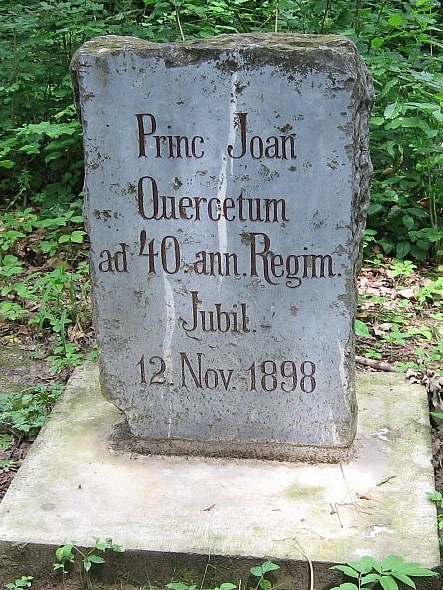 Princ Joan
Quercetum
ad 40 ann. Regim.
Jubil.
12. Nov. 1898